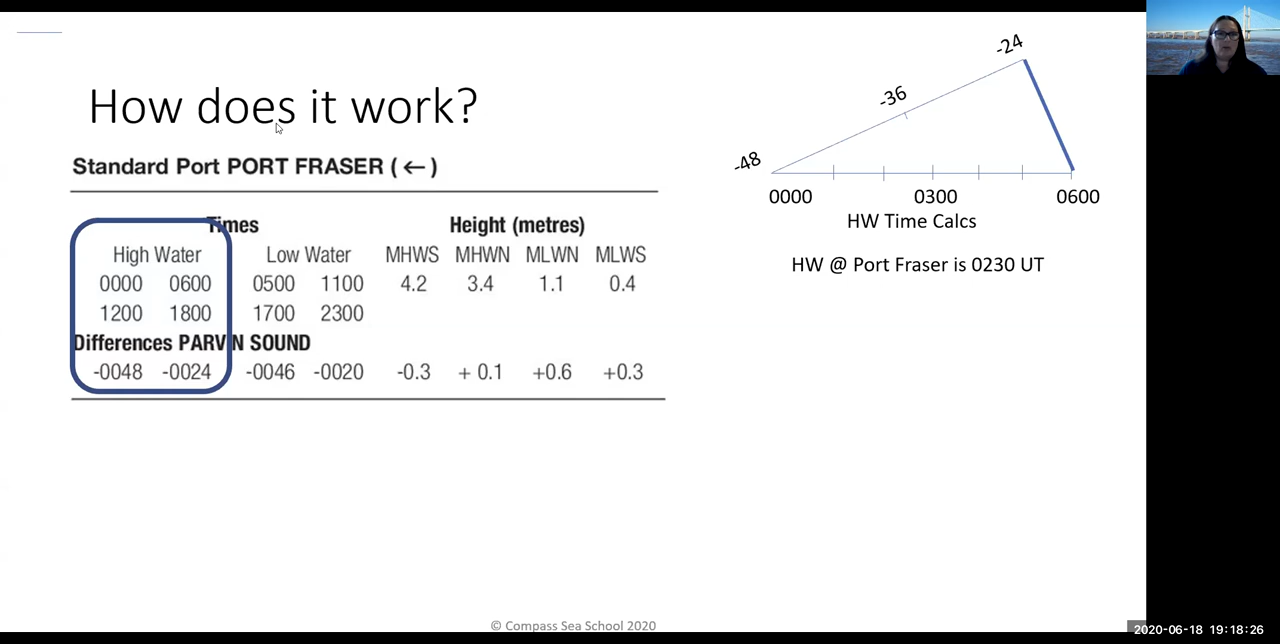 How does it work?
Standard Port PORT FRASER (←)
Times Height (metres)
High Water Low Water MHWS MHWN MLWN MLWS
0000 0600 0500 1100 4.2 3.4 1.1 0.4
1200 1800 1700 2300
Differences PARVIN SOUND
-0048 -0024 -0046 -0020 -0.3 + 0.1 +0.6 +0.3
-24
-36
-48
0000 0300 0600
HW Time Calcs
HW @ Port Fraser is 0230 UT
© Compass Sea School 2020
2020-06-18 19:18:26